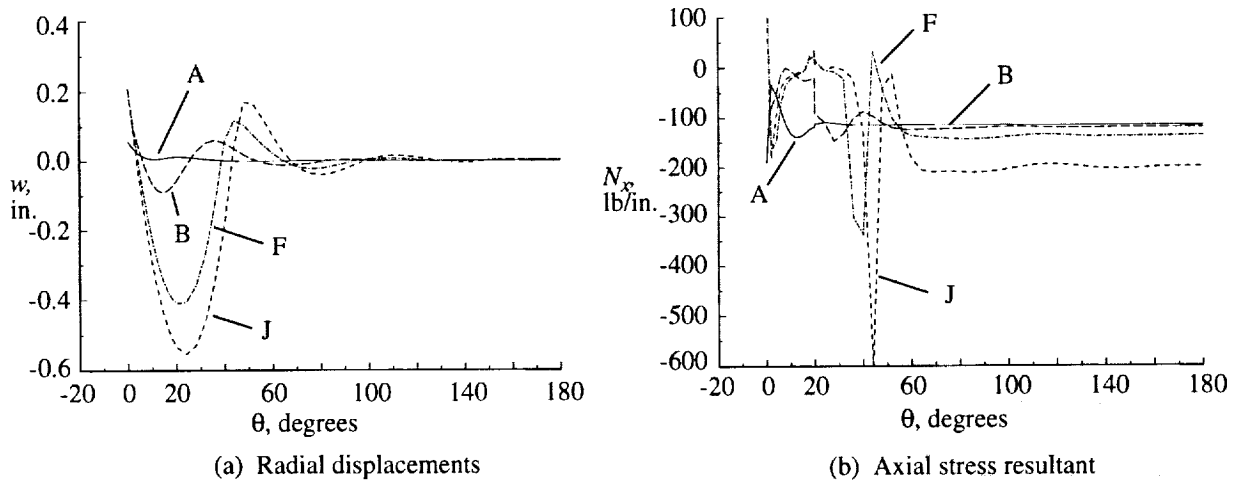 0.4
0.2
0.0
-0.2
-0.4
-0.6
w,
in.
A
B
F
J
-20
0
20
60
100
140
180
θ, degrees
(a) Radial displacements
100
0
-100
-200
-300
-400
-500
-600
N_x,
lb/in.
F
B
A
J
-20
0
20
60
100
140
180
θ, degrees
(b) Axial stress resultant